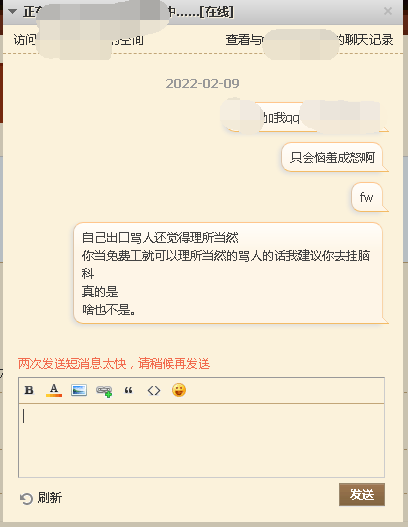 正在
中......[在线]
访问
的空间
查看与
的聊天记录
2022-02-09
加我qq
只会恼羞成怒啊
fw
自己出口骂人还觉得理所当然
你当免费工就可以理所当然的骂人的话我建议你去挂脑
科
真的是
啥也不是。
两次发送短消息太快，请稍候再发送
B A
刷新
发送